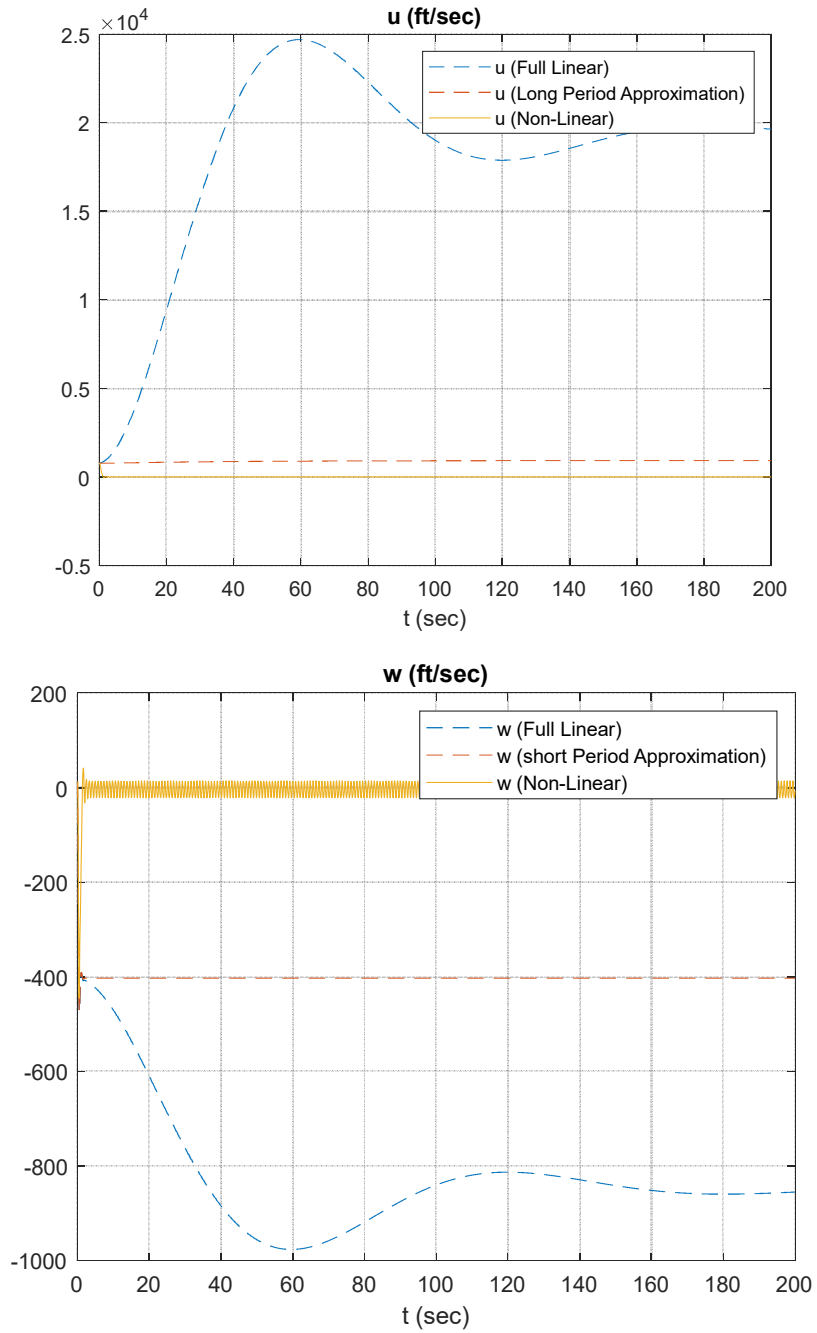 u (ft/sec)
×10⁴
2.5
2
1.5
1
0.5
0
-0.5
u (Full Linear)
u (Long Period Approximation)
u (Non-Linear)
0 20 40 60 80 100 120 140 160 180 200
t (sec)
w (ft/sec)
200
0
-200
-400
-600
-800
-1000
w (Full Linear)
w (short Period Approximation)
w (Non-Linear)
0 20 40 60 80 100 120 140 160 180 200
t (sec)